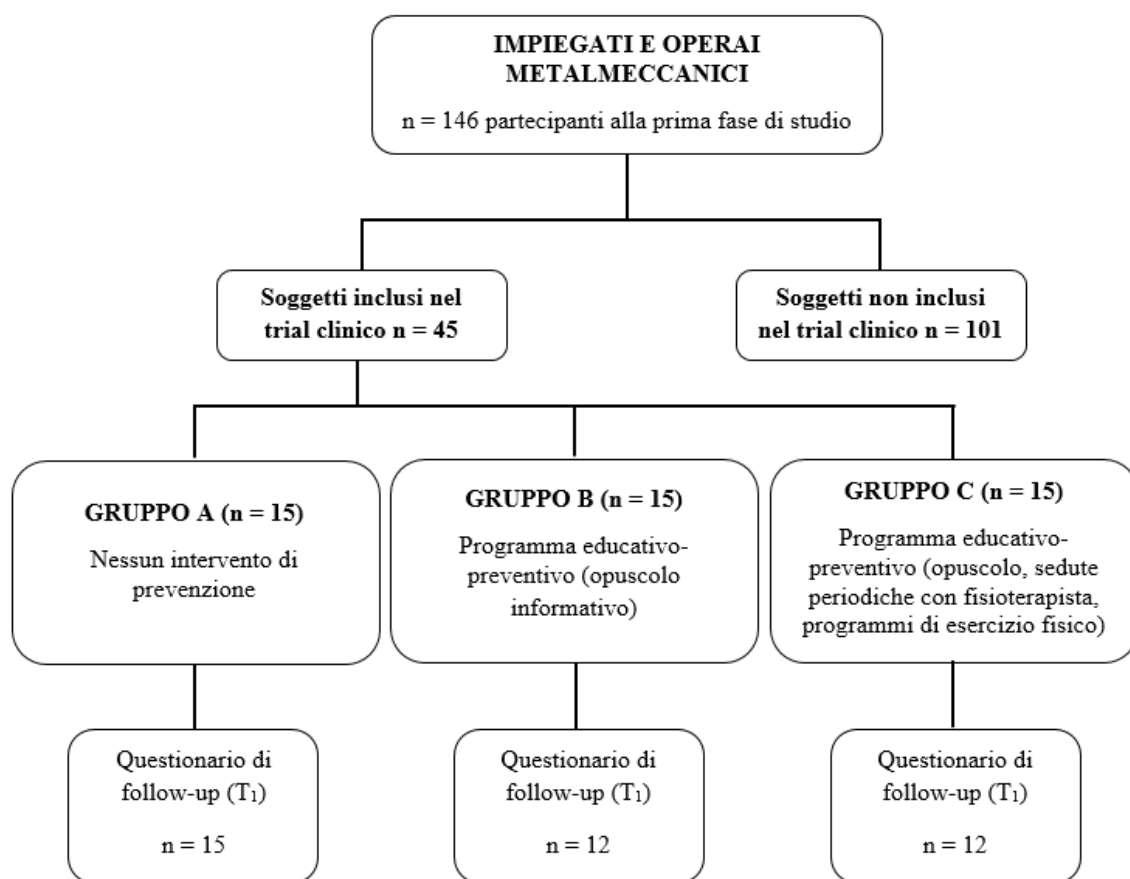 IMPIEGATI E OPERAI
METALMECCANICI
n = 146 partecipanti alla prima fase di studio
Soggetti inclusi nel
trial clinico n = 45
Soggetti non inclusi
nel trial clinico n = 101
GRUPPO A (n = 15)
Nessun intervento di
prevenzione
GRUPPO B (n = 15)
Programma educativo-
preventivo (opuscolo
informativo)
GRUPPO C (n = 15)
Programma educativo-
preventivo (opuscolo, sedute
periodiche con fisioterapista,
programmi di esercizio fisico)
Questionario di
follow-up (T₁)
n = 15
Questionario di
follow-up (T₁)
n = 12
Questionario di
follow-up (T₁)
n = 12